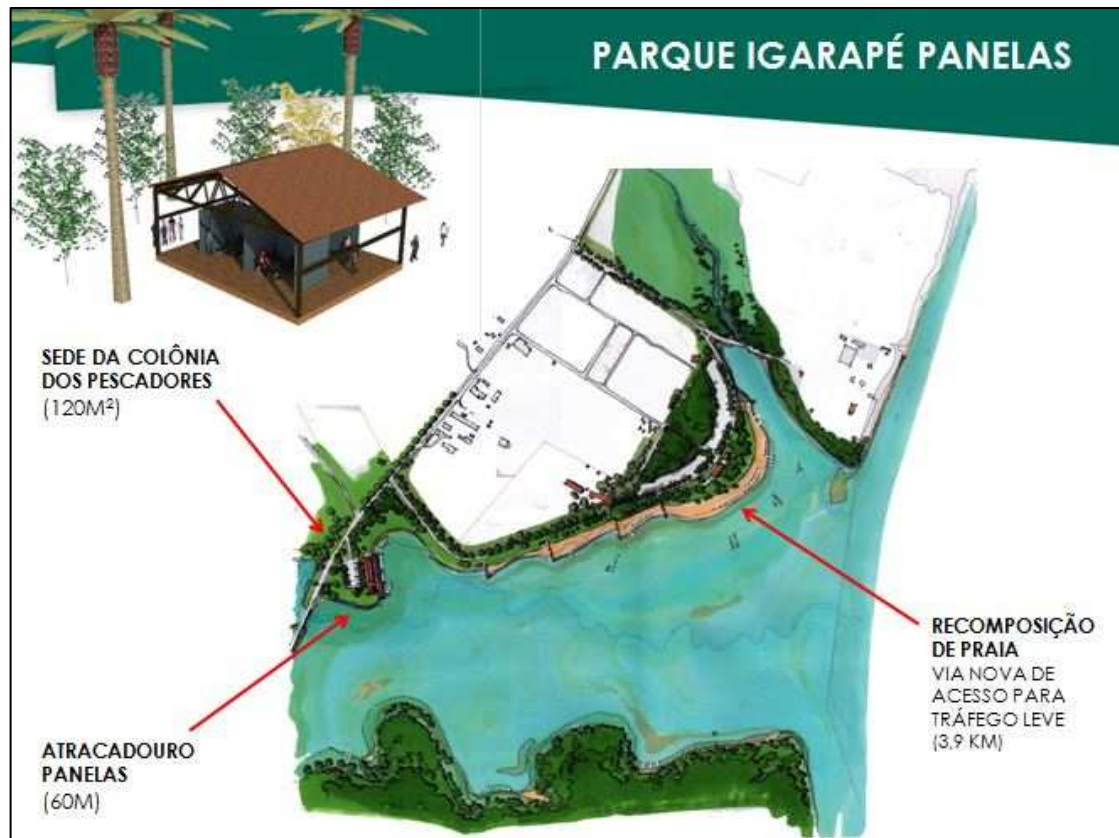 PARQUE IGARAPÉ PANELAS
SEDE DA COLÔNIA
DOS PESCADORES
(120M²)
ATRACADOURO
PANELAS
(60M)
RECOMPOSIÇÃO
DE PRAIA
VIA NOVA DE
ACESSO PARA
TRÁFEGO LEVE
(3,9 KM)